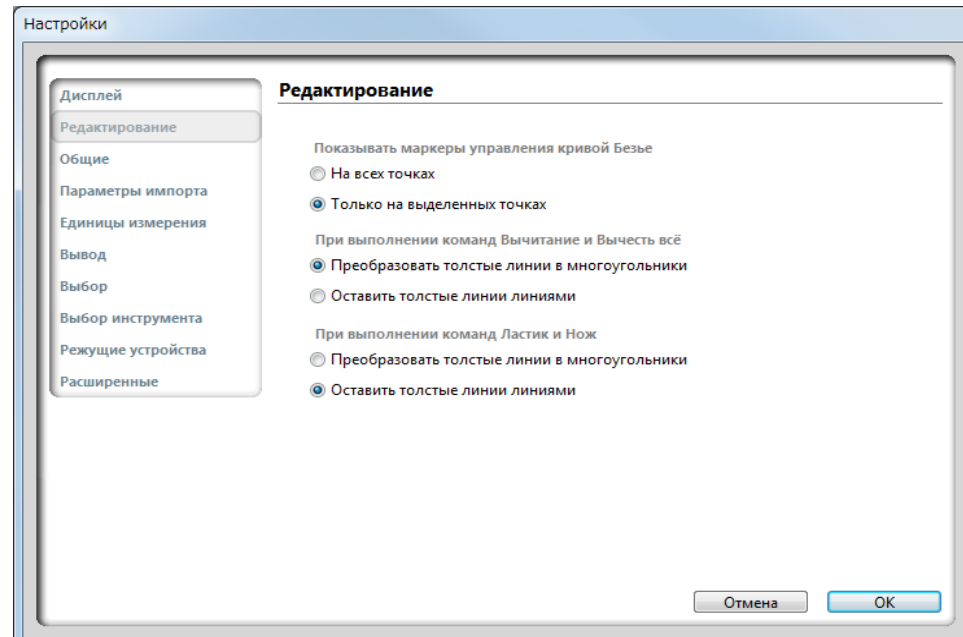 Настройки
Дисплей
Редактирование
Общие
Параметры импорта
Единицы измерения
Вывод
Выбор
Выбор инструмента
Режущие устройства
Расширенные
Редактирование
Показывать маркеры управления кривой Безье
На всех точках
Только на выделенных точках
При выполнении команд Вычитание и Вычесть всё
Преобразовать толстые линии в многоугольники
Оставить толстые линии линиями
При выполнении команд Ластик и Нож
Преобразовать толстые линии в многоугольники
Оставить толстые линии линиями
Отмена
OK